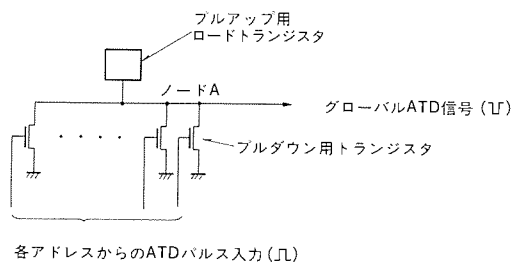 プルアップ用
ロードトランジスタ
ノードA
グローバルATD信号(␣)
プルダウン用トランジスタ
各アドレスからのATDパルス入力(␣)